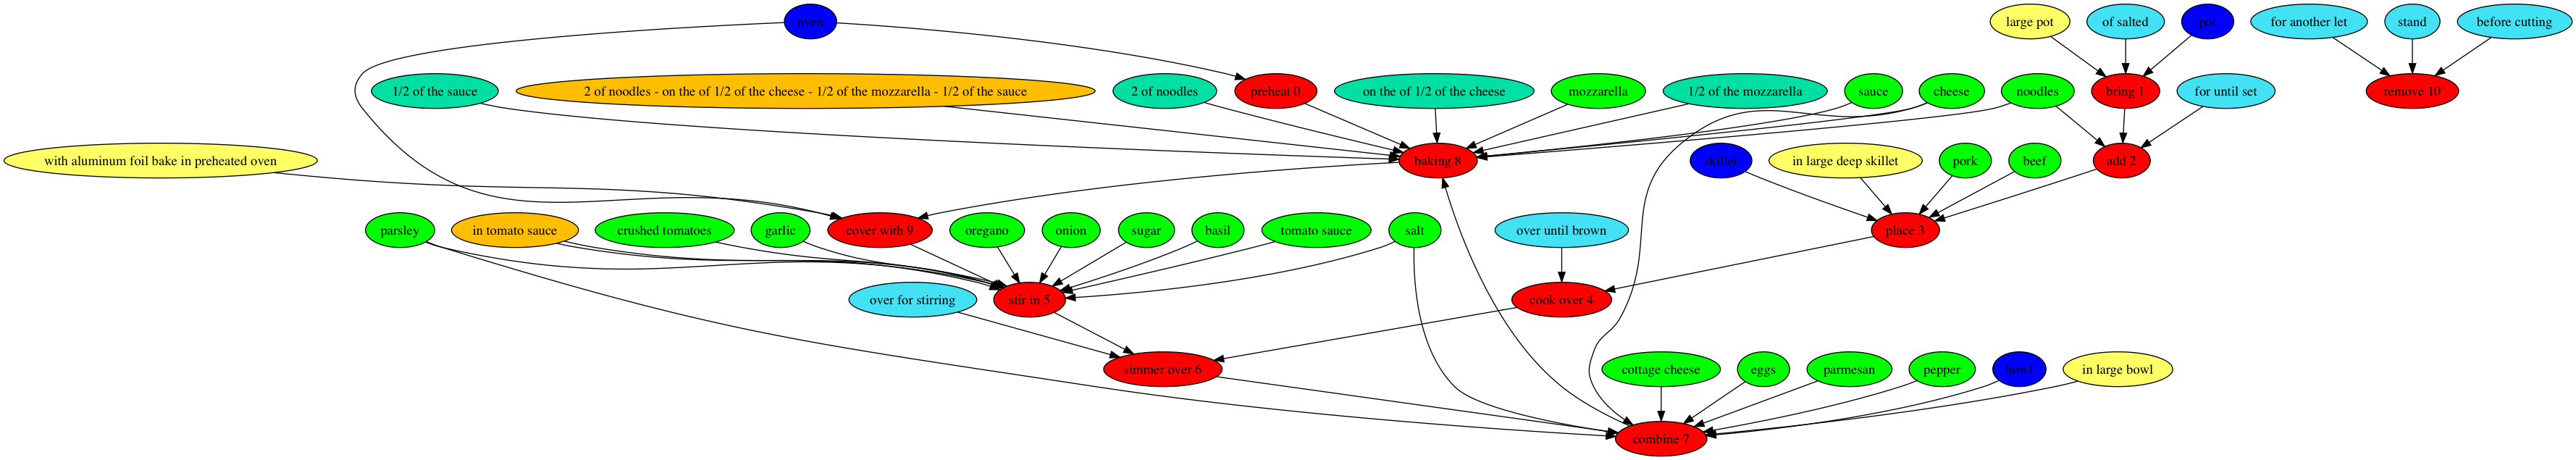 oven
large pot
of salted
pot
for another let
stand
before cutting
1/2 of the sauce
2 of noodles - on the of 1/2 of the cheese - 1/2 of the mozzarella - 1/2 of the sauce
2 of noodles
preheat 0
on the of 1/2 of the cheese
mozzarella
1/2 of the mozzarella
sauce
cheese
noodles
bring 1
for until set
remove 10
with aluminum foil bake in preheated oven
baking 8
skillet
in large deep skillet
pork
beef
add 2
parsley
in tomato sauce
crushed tomatoes
garlic
cover with 9
oregano
onion
sugar
basil
tomato sauce
salt
over until brown
place 3
over for stirring
stir in 5
cook over 4
simmer over 6
cottage cheese
eggs
parmesan
pepper
bowl
in large bowl
combine 7